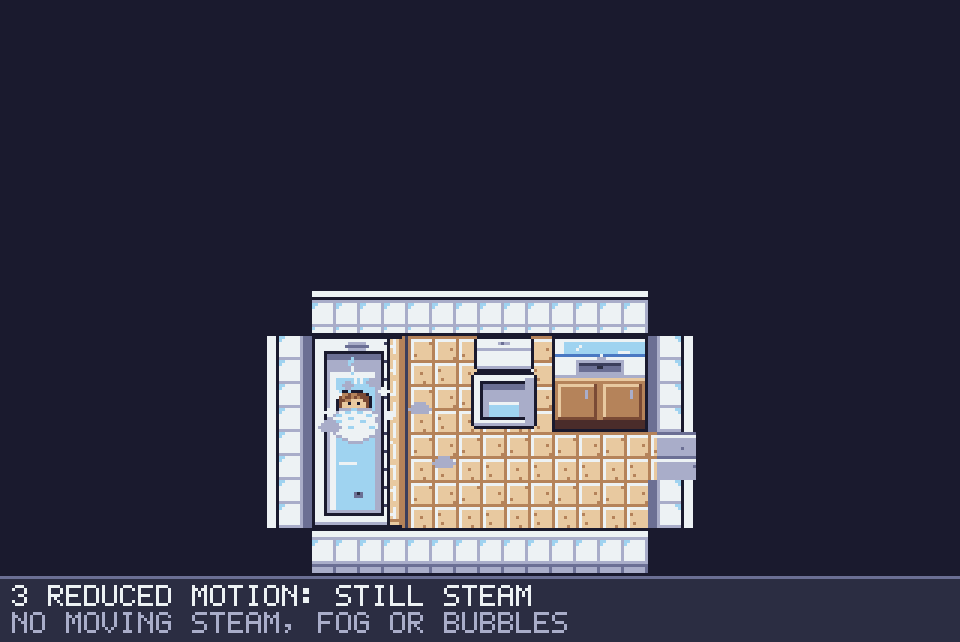 3 REDUCED MOTION: STILL STEAM
NO MOVING STEAM, FOG OR BUBBLES